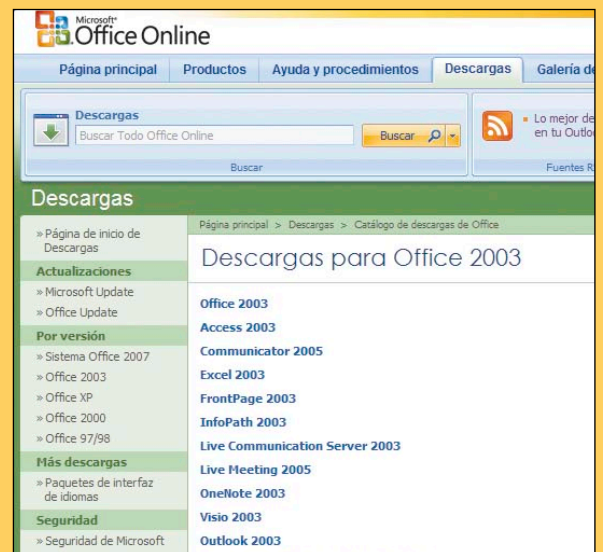 Microsoft®
Office Online
Página principal Productos Ayuda y procedimientos Descargas Galería de
Descargas
Buscar Todo Office Online
Buscar
Buscar
Lo mejor de
en tu
Fuentes
Descargas
» Página de inicio de
Descargas
Actualizaciones
» Microsoft Update
» Office Update
Por versión
» Sistema Office 2007
» Office 2003
» Office XP
» Office 2000
» Office 97/98
Más descargas
» Paquetes de interfaz
de idiomas
Seguridad
» Seguridad de Microsoft
Página principal > Descargas > Catálogo de descargas de Office
Descargas para Office 2003
Office 2003
Access 2003
Communicator 2005
Excel 2003
FrontPage 2003
InfoPath 2003
Live Communication Server 2003
Live Meeting 2005
OneNote 2003
Visio 2003
Outlook 2003